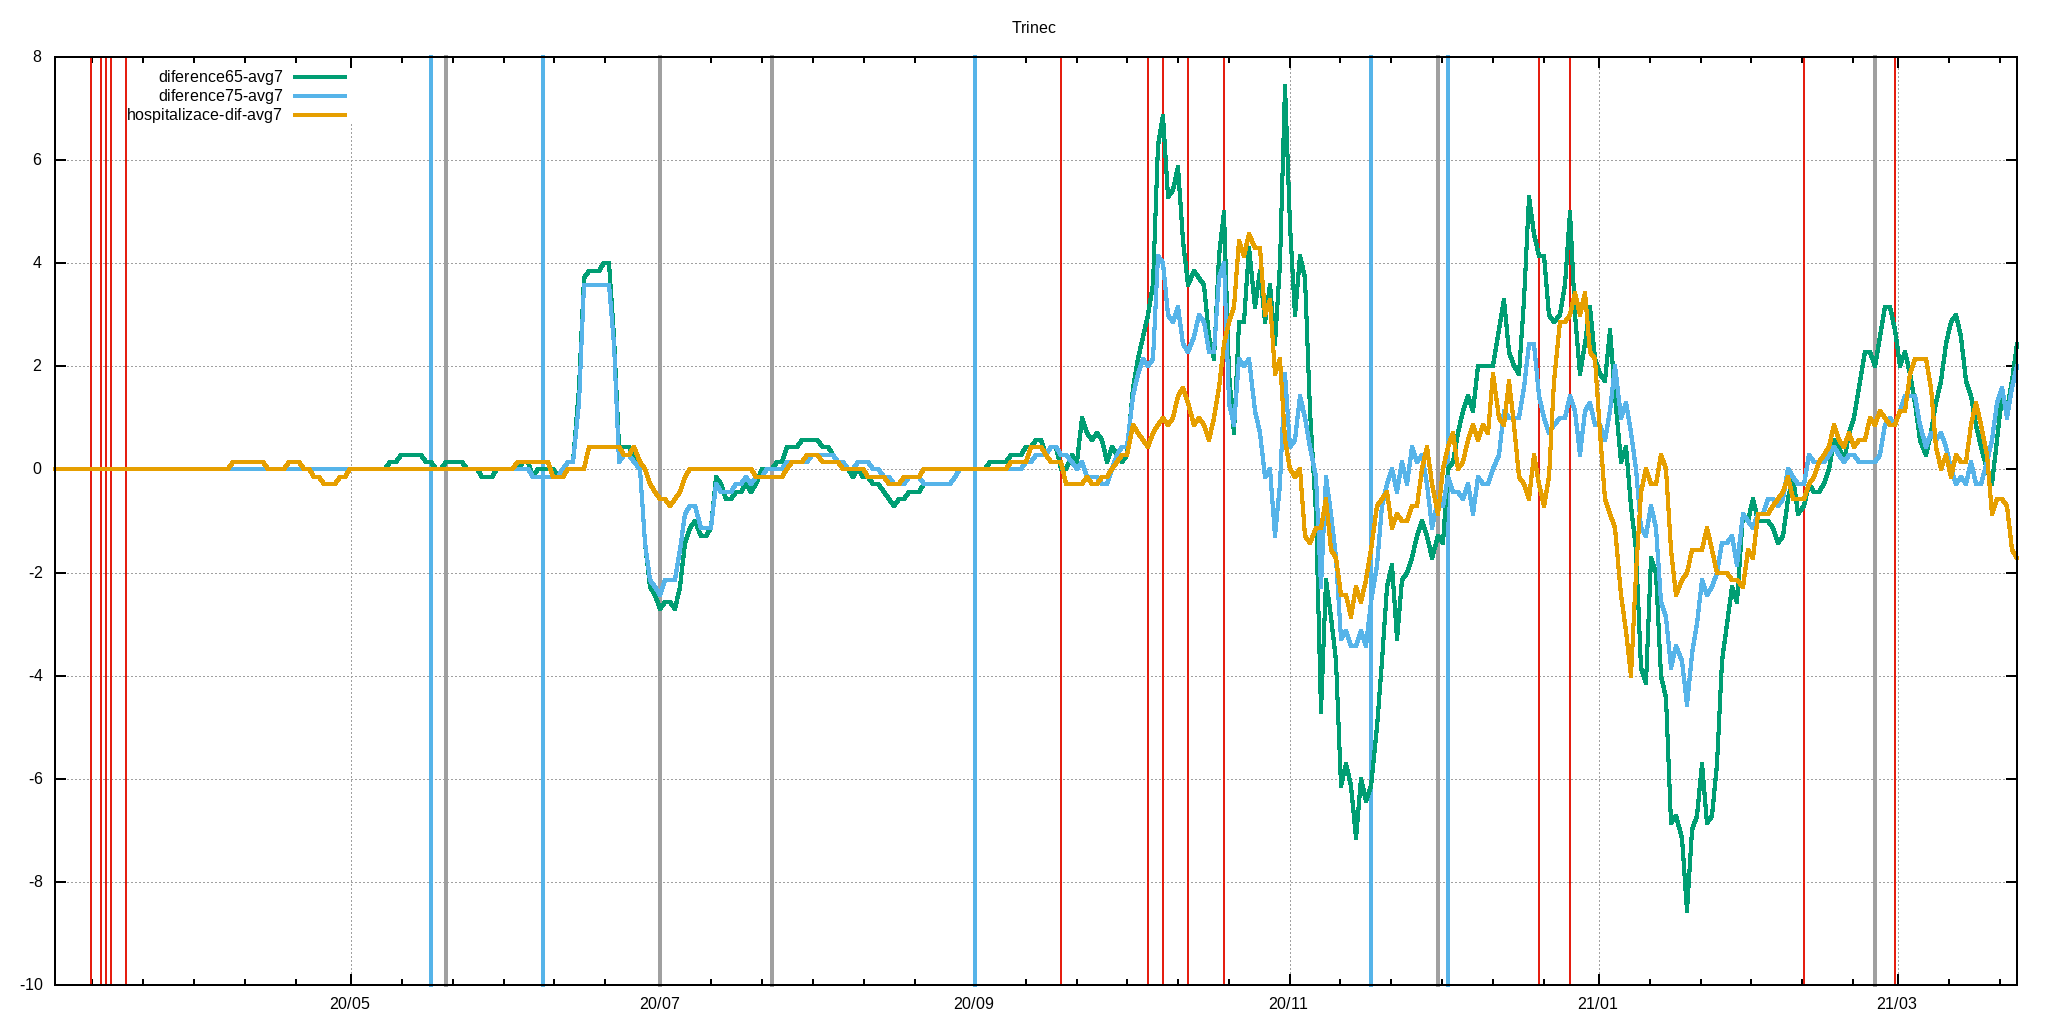 Trinec
8
diference65-avg7
diference75-avg7
hospitalizace-dif-avg7
6
4
2
0
-2
-4
-6
-8
-10
20/05 20/07 20/09 20/11 21/01 21/03